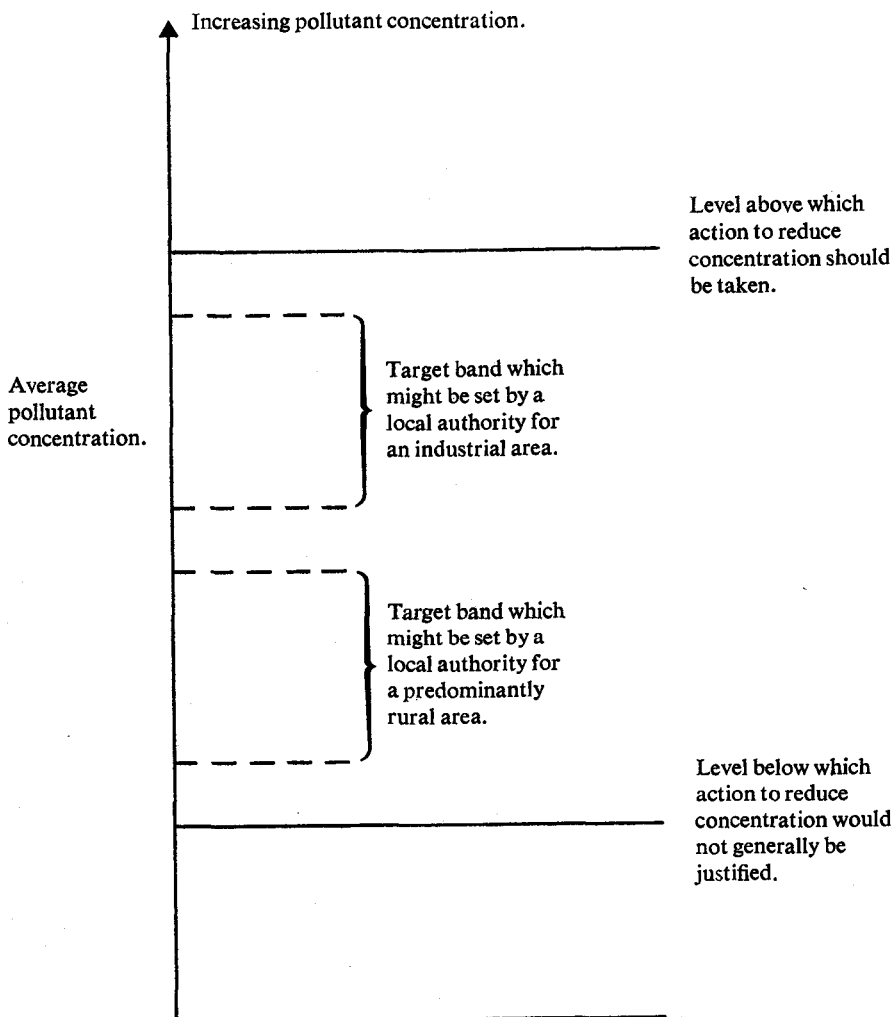 Increasing pollutant concentration.
Level above which
action to reduce
concentration should
be taken.
Average
pollutant
concentration.
Target band which
might be set by a
local authority for
an industrial area.
Target band which
might be set by a
local authority for
a predominantly
rural area.
Level below which
action to reduce
concentration would
not generally be
justified.